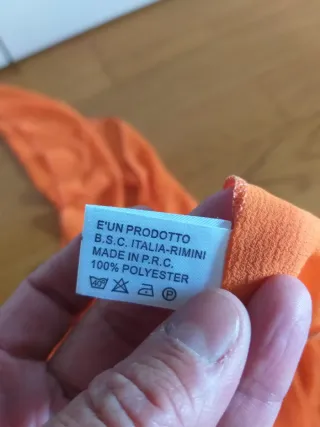 E'UN PRODOTTO
B.S.C. ITALIA-RIMINI
MADE IN P.R.C.
100% POLYESTER